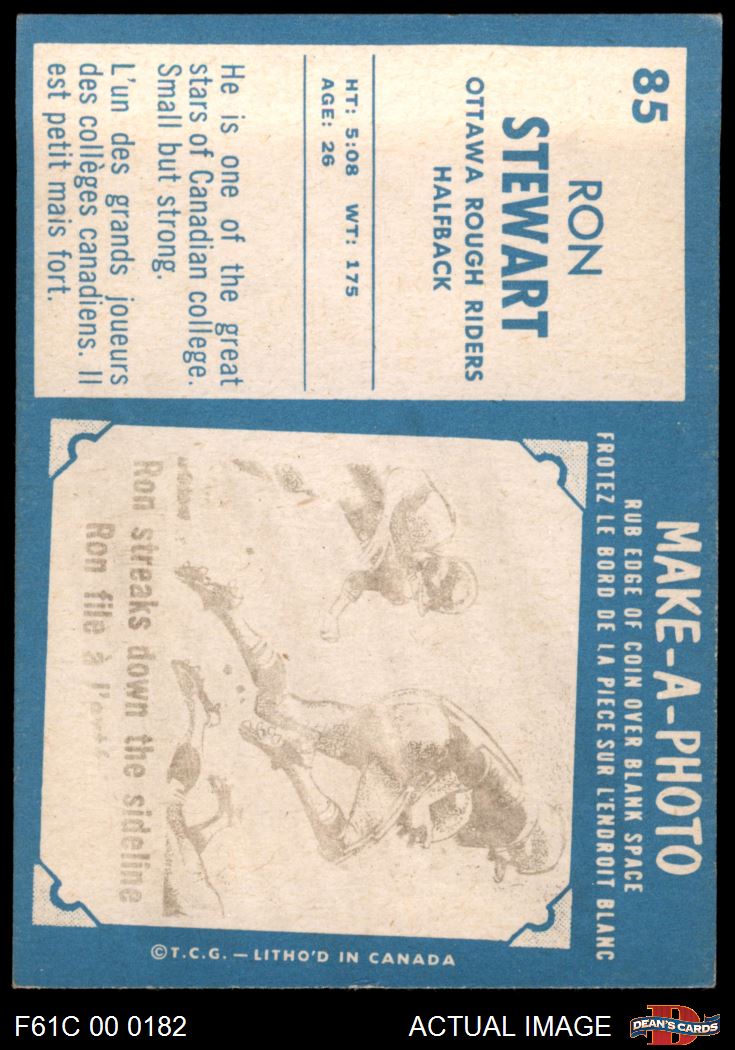 85
RON
STEWART
OTTAWA ROUGH RIDERS
HALFBACK
HT: 5:08 WT: 175
AGE: 26
He is one of the great
stars of Canadian college.
Small but strong.
L'un des grands joueurs
des collèges canadiens. Il
est petit mais fort.
MAKE-A-PHOTO
RUB EDGE OF COIN OVER BLANK SPACE
FROTEZ LE BORD DE LA PIECE SUR L'ENDROIT BLANC
Ron streaks down the sideline
Ron file à
©T.C.G. — LITHO'D IN CANADA
F61C 00 0182
ACTUAL IMAGE
D
DEAN'S CARDS